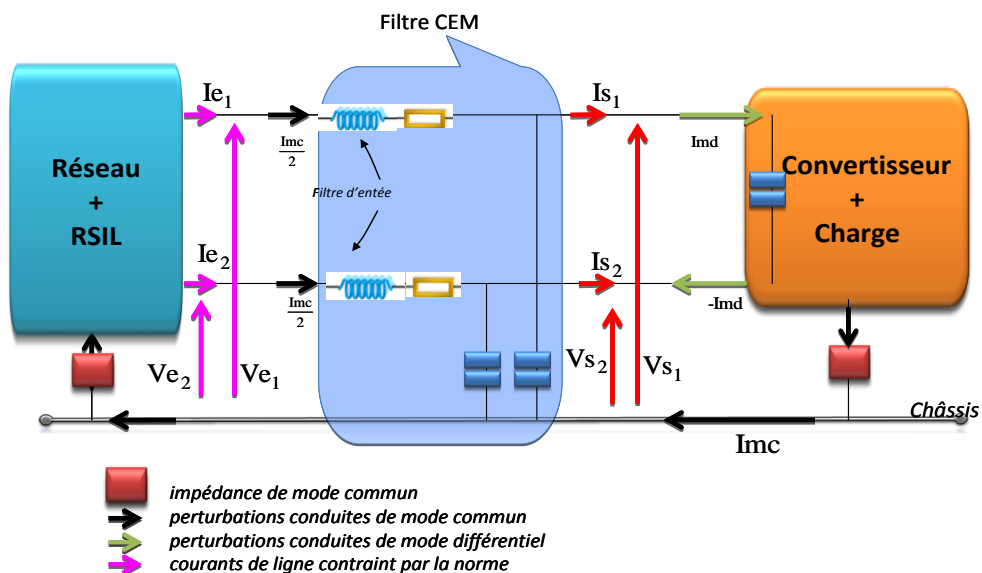 Filtre CEM
Réseau
+
RSIL
Ie1
Imc
2
Filtre d'entée
Is1
Imd
Convertisseur
+
Charge
Ie2
Imc
2
Is2
-Imd
Ve2
Ve1
Vs2
Vs1
Châssis
Imc
impédance de mode commun
perturbations conduites de mode commun
perturbations conduites de mode différentiel
courants de ligne contraint par la norme